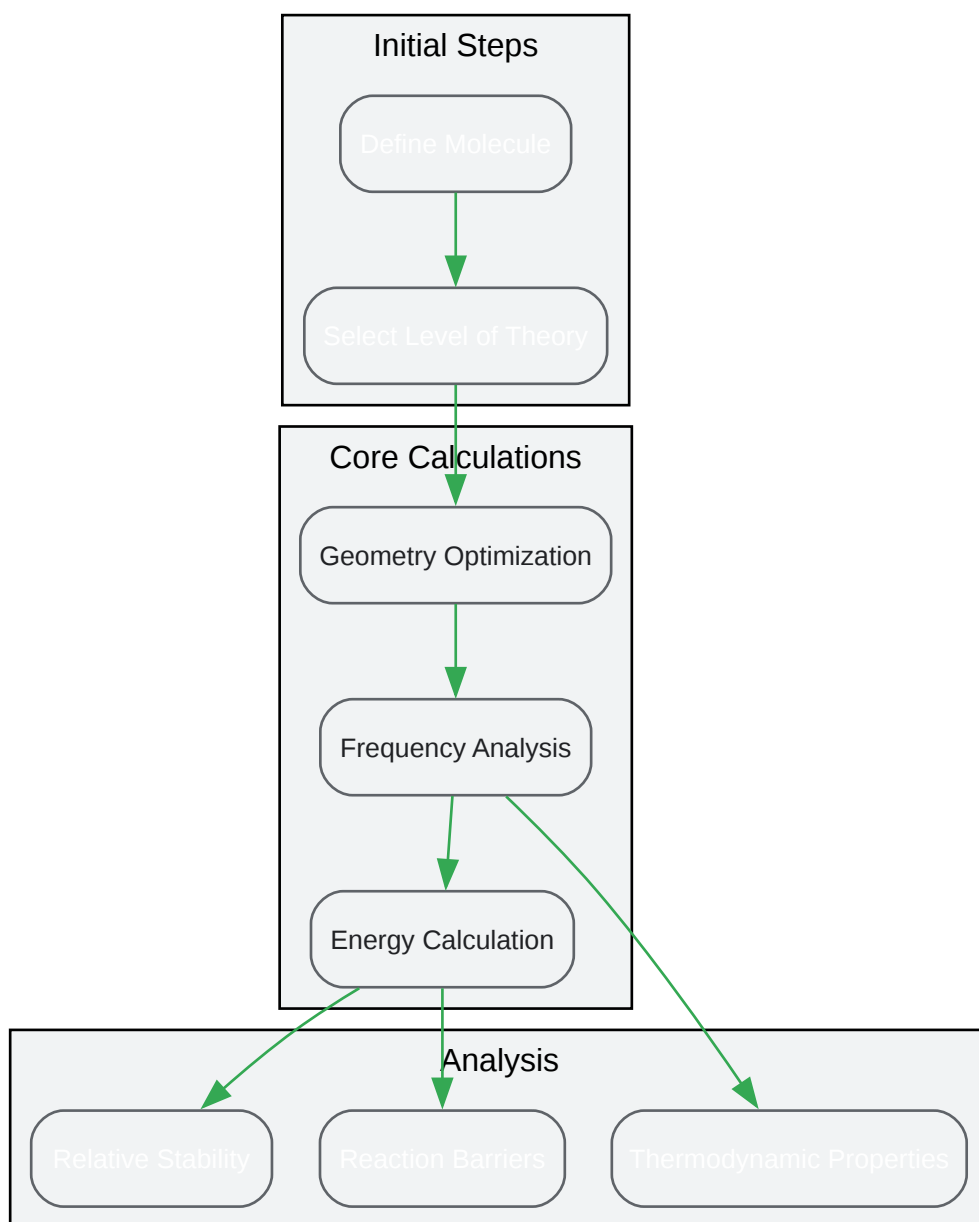 Initial Steps
Define Molecule
Select Level of Theory
Core Calculations
Geometry Optimization
Frequency Analysis
Energy Calculation
Analysis
Relative Stability
Reaction Barriers
Thermodynamic Properties